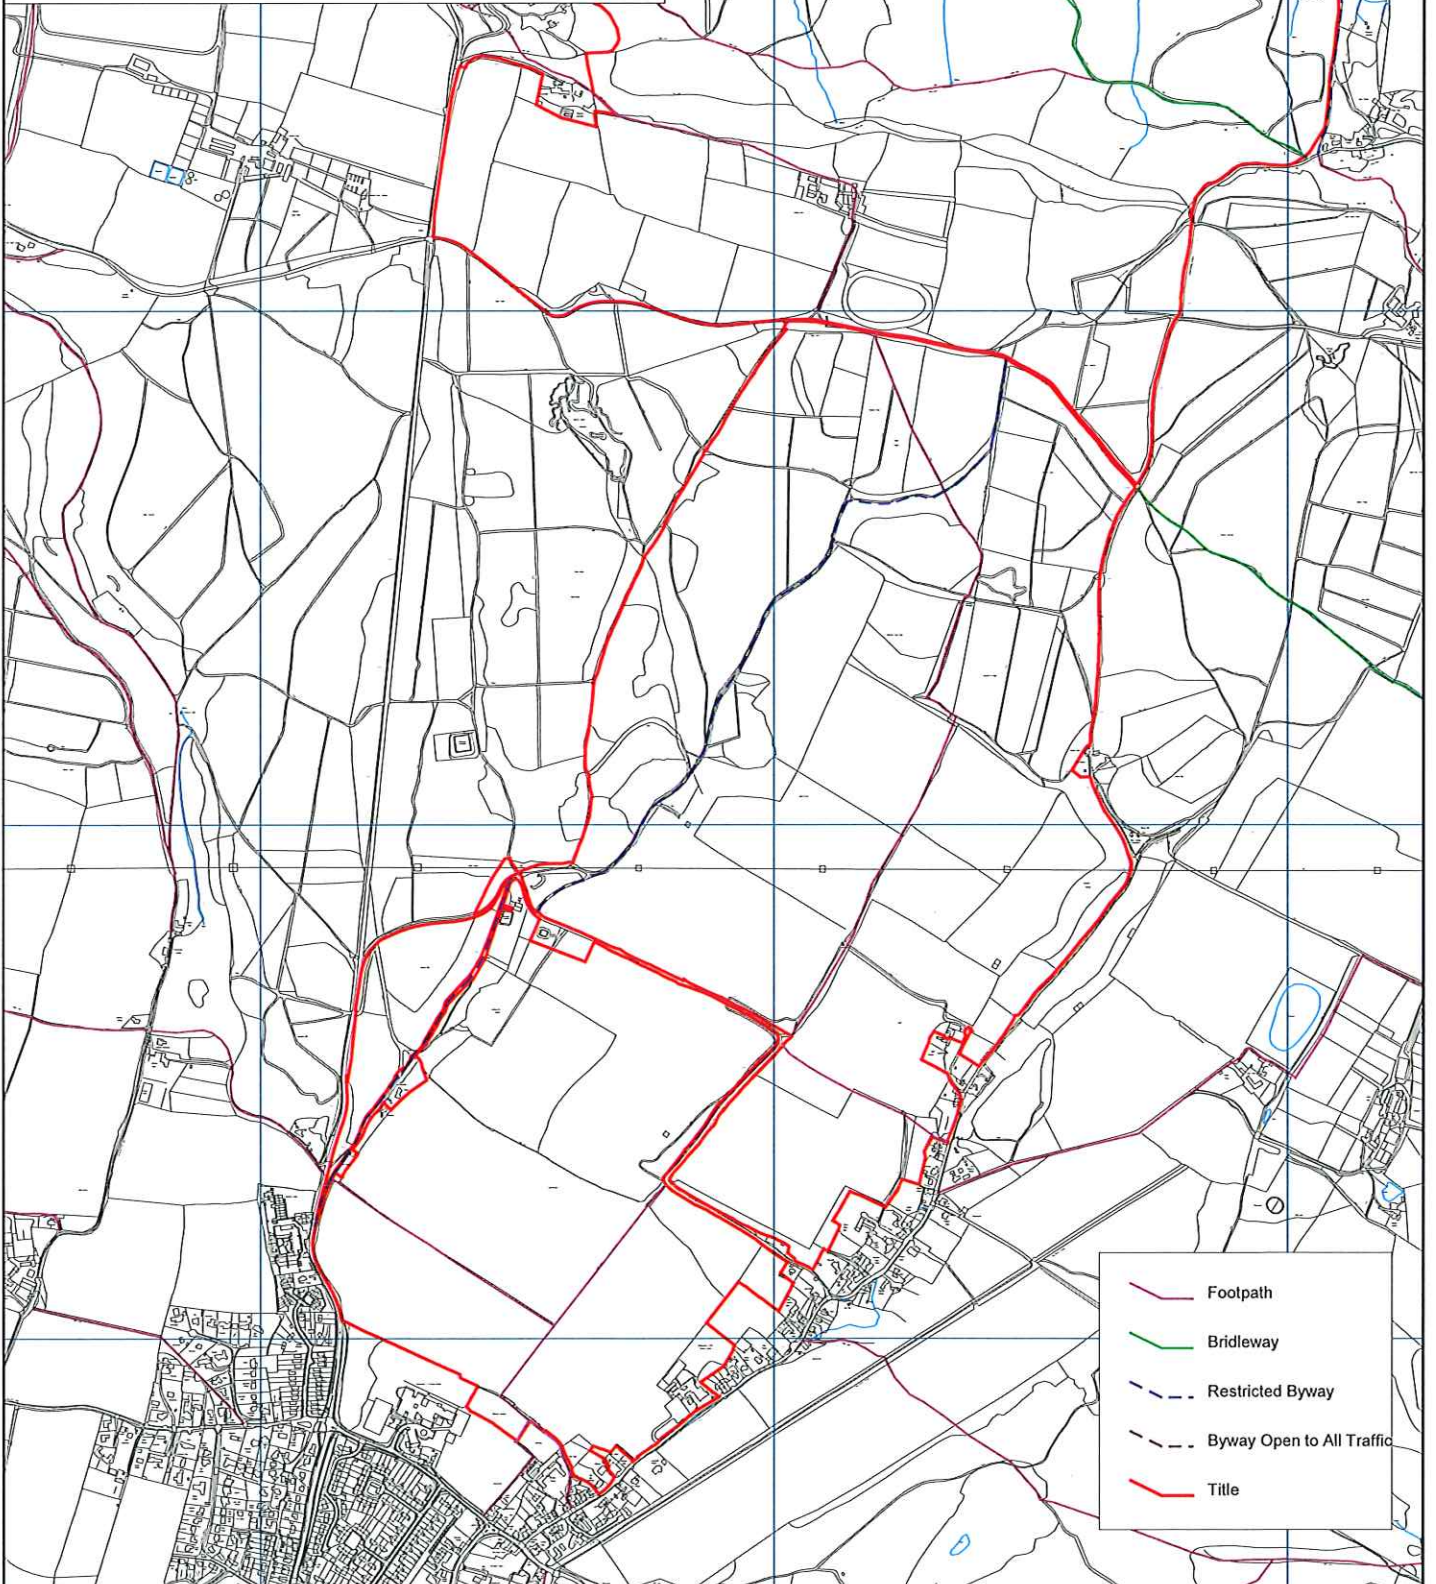 Footpath
Bridleway
Restricted Byway
Byway Open to All Traffic
Title